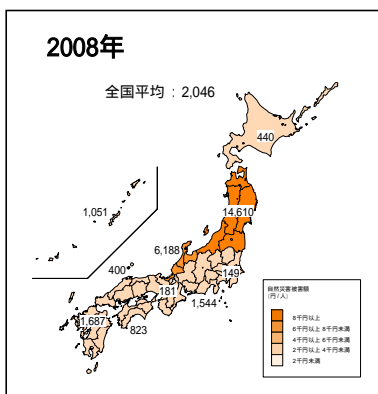 2008年
全国平均：2,046
440
1,051
14,610
6,188
400
149
181
1,544
1,687
823
自然災害被害額
(円/人)
8千円以上
6千円以上 8千円未満
4千円以上 6千円未満
2千円以上 4千円未満
2千円未満